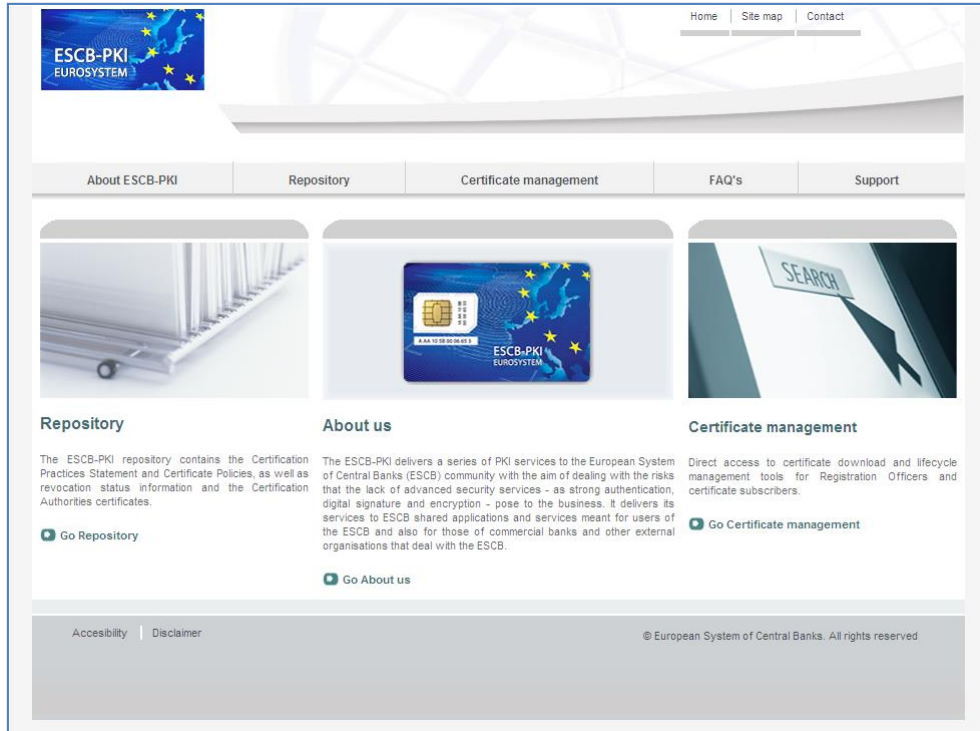 Home
Site map
Contact
ESCB-PKI
EUROSYSTEM
About ESCB-PKI
Repository
Certificate management
FAQ's
Support
SEARCH
ESCB-PKI
EUROSYSTEM
Repository
The ESCB-PKI repository contains the Certification
Practices Statement and Certificate Policies, as well as
revocation status information and the Certification
Authorities certificates.
Go Repository
About us
The ESCB-PKI delivers a series of PKI services to the European System
of Central Banks (ESCB) community with the aim of dealing with the risks
that the lack of advanced security services - as strong authentication,
digital signature and encryption - pose to the business. It delivers its
services to ESCB shared applications and services meant for users of
the ESCB and also for those of commercial banks and other external
organisations that deal with the ESCB.
Go About us
Certificate management
Direct access to certificate download and lifecycle
management tools for Registration Officers and
certificate subscribers.
Go Certificate management
Accesibility
Disclaimer
© European System of Central Banks. All rights reserved